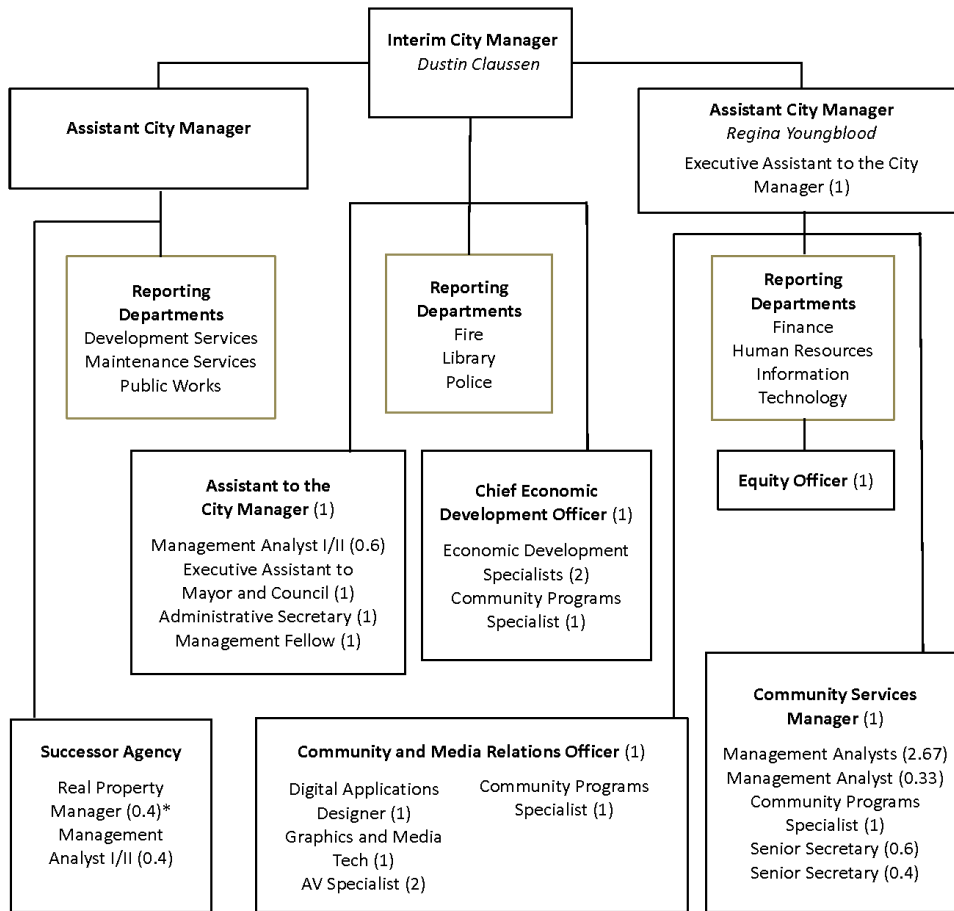 Interim City Manager
Dustin Claussen
Assistant City Manager
Assistant City Manager
Regina Youngblood
Executive Assistant to the City
Manager (1)
Reporting
Departments
Development Services
Maintenance Services
Public Works
Reporting
Departments
Fire
Library
Police
Reporting
Departments
Finance
Human Resources
Information
Technology
Assistant to the
City Manager (1)
Management Analyst I/II (0.6)
Executive Assistant to
Mayor and Council (1)
Administrative Secretary (1)
Management Fellow (1)
Chief Economic
Development Officer (1)
Economic Development
Specialists (2)
Community Programs
Specialist (1)
Equity Officer (1)
Successor Agency
Real Property
Manager (0.4)*
Management
Analyst I/II (0.4)
Community and Media Relations Officer (1)
Digital Applications
Designer (1)
Graphics and Media
Tech (1)
AV Specialist (2)
Community Programs
Specialist (1)
Community Services
Manager (1)
Management Analysts (2.67)
Management Analyst (0.33)
Community Programs
Specialist (1)
Senior Secretary (0.6)
Senior Secretary (0.4)